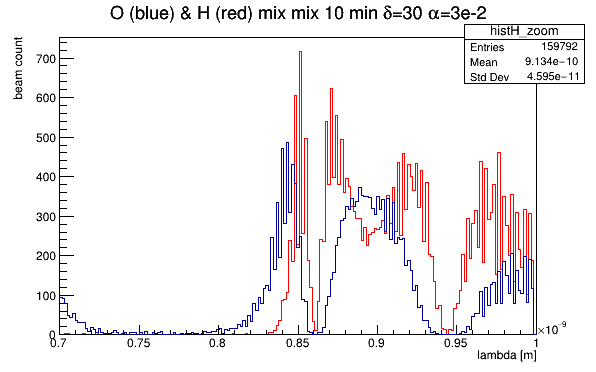 O (blue) & H (red) mix mix 10 min δ=30 α=3e-2
histH_zoom
Entries 159792
Mean 9.134e-10
Std Dev 4.595e-11
beam count
700
600
500
400
300
200
100
0
0.7 0.75 0.8 0.85 0.9 0.95 1
×10⁻⁹
lambda [m]